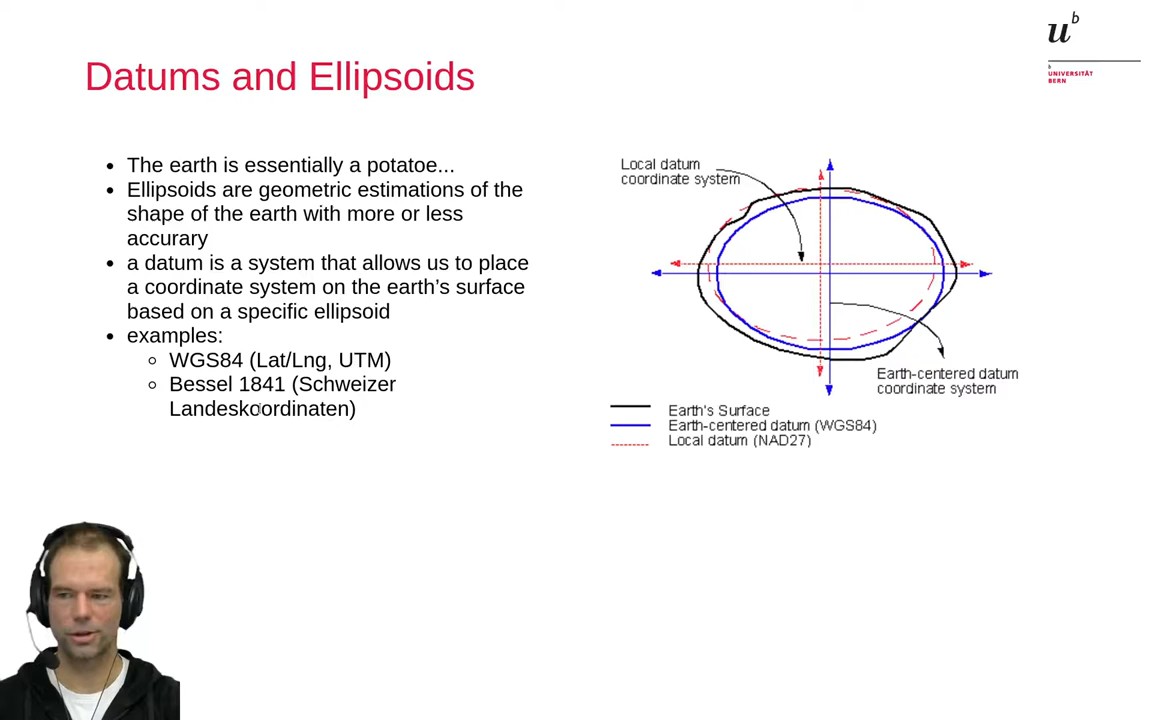 u
b
b
UNIVERSITÄT
BERN
Datums and Ellipsoids
• The earth is essentially a potatoe...
• Ellipsoids are geometric estimations of the
shape of the earth with more or less
accurary
• a datum is a system that allows us to place
a coordinate system on the earth's surface
based on a specific ellipsoid
• examples:
◦ WGS84 (Lat/Lng, UTM)
◦ Bessel 1841 (Schweizer
Landeskoordinaten)
Local datum
coordinate system
Earth-centered datum
coordinate system
Earth's Surface
Earth-centered datum (WGS84)
Local datum (NAD27)